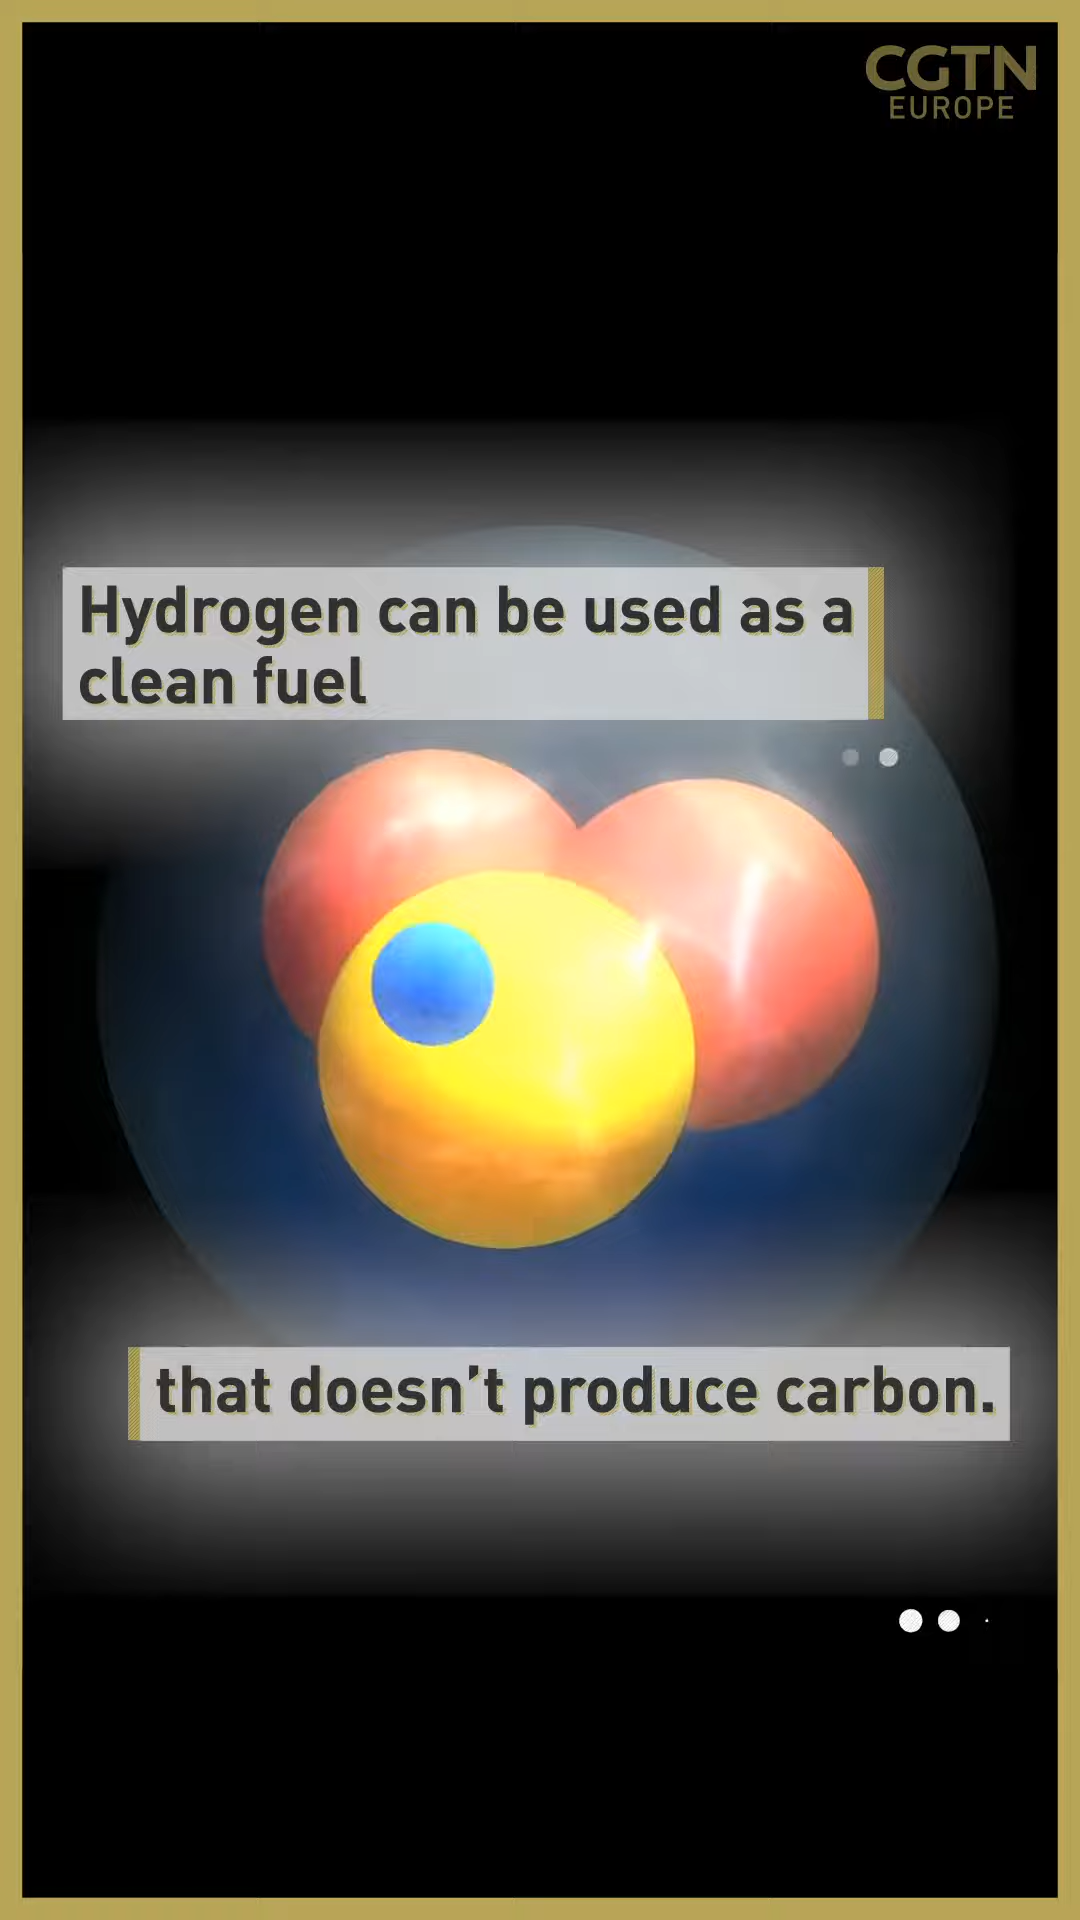 CGTN
EUROPE
Hydrogen can be used as a
clean fuel
that doesn't produce carbon.